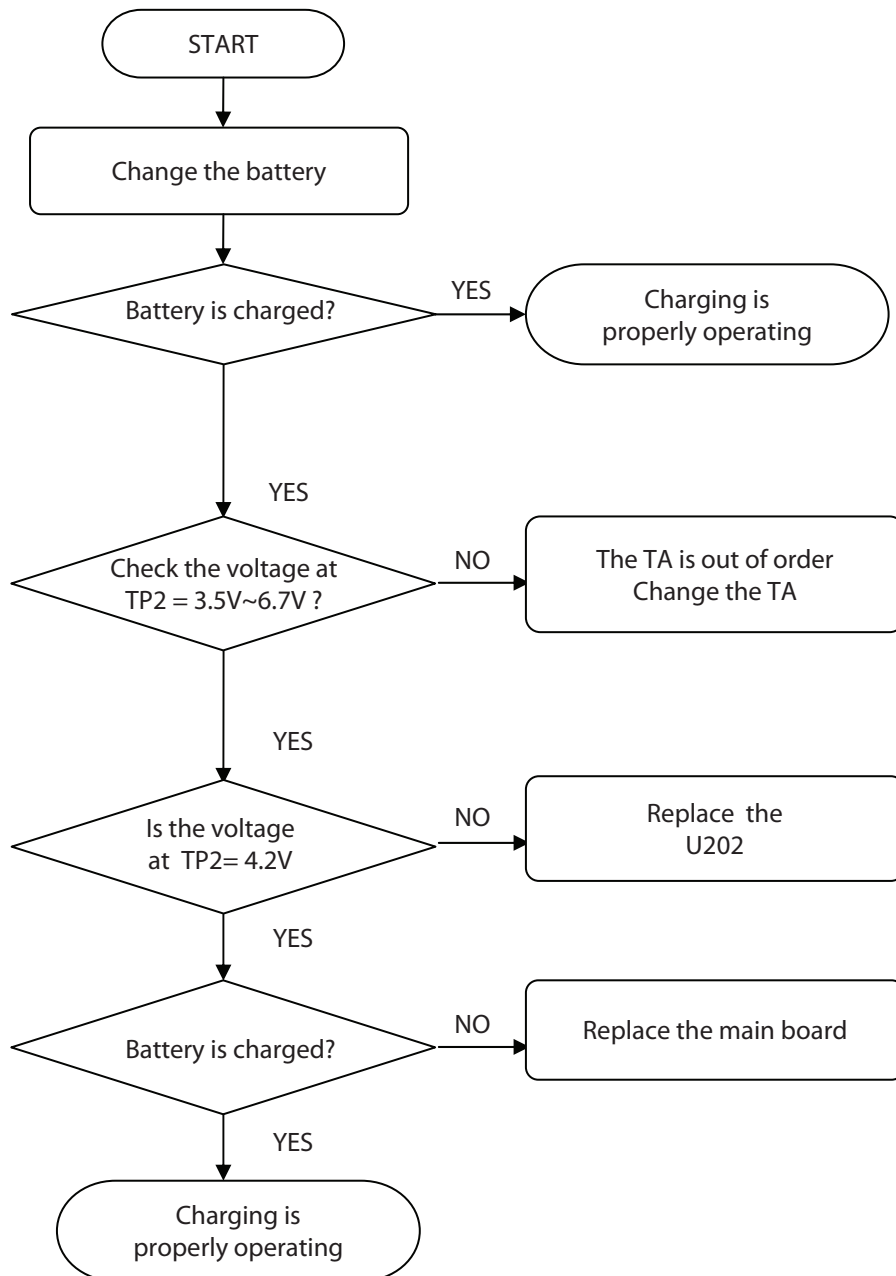 START
Change the battery
Battery is charged?
YES
Charging is
properly operating
YES
Check the voltage at
TP2 = 3.5V~6.7V ?
NO
The TA is out of order
Change the TA
YES
Is the voltage
at TP2= 4.2V
NO
Replace the
U202
YES
Battery is charged?
NO
Replace the main board
YES
Charging is
properly operating